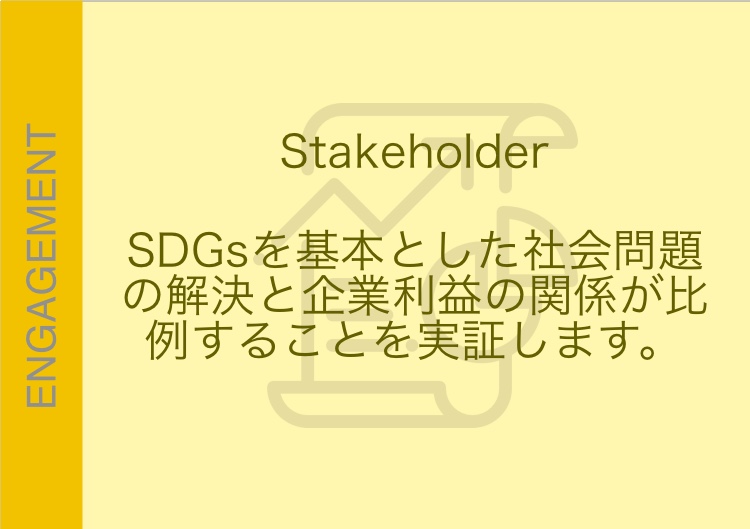 ENGAGEMENT
Stakeholder
SDGsを基本とした社会問題
の解決と企業利益の関係が比
例することを実証します。